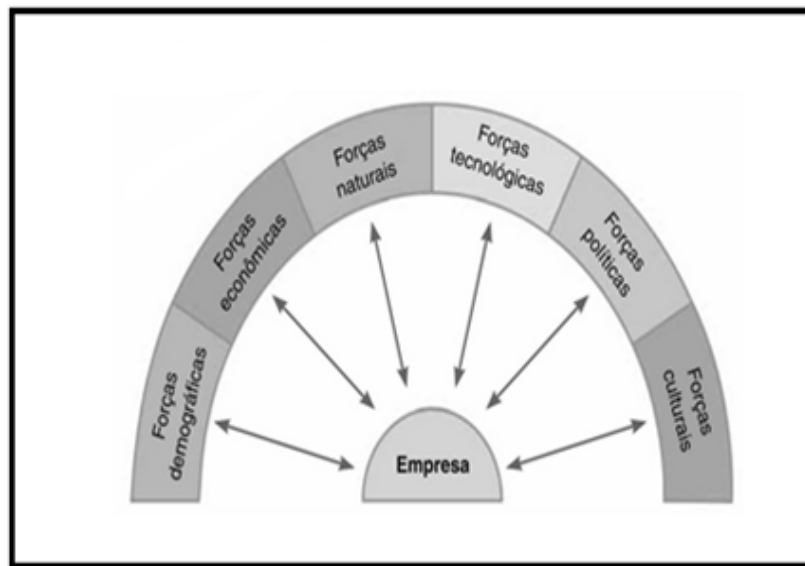 Forças
demográficas
Forças
econômicas
Forças
naturais
Forças
tecnológicas
Forças
políticas
Forças
culturais
Empresa